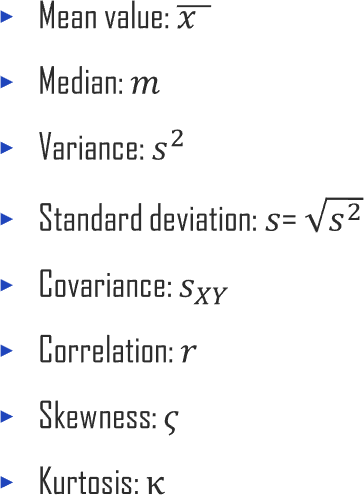 ► Mean value: x̅
► Median: m
► Variance: s²
► Standard deviation: s= √s²
► Covariance: s_XY
► Correlation: r
► Skewness: ς
► Kurtosis: κ